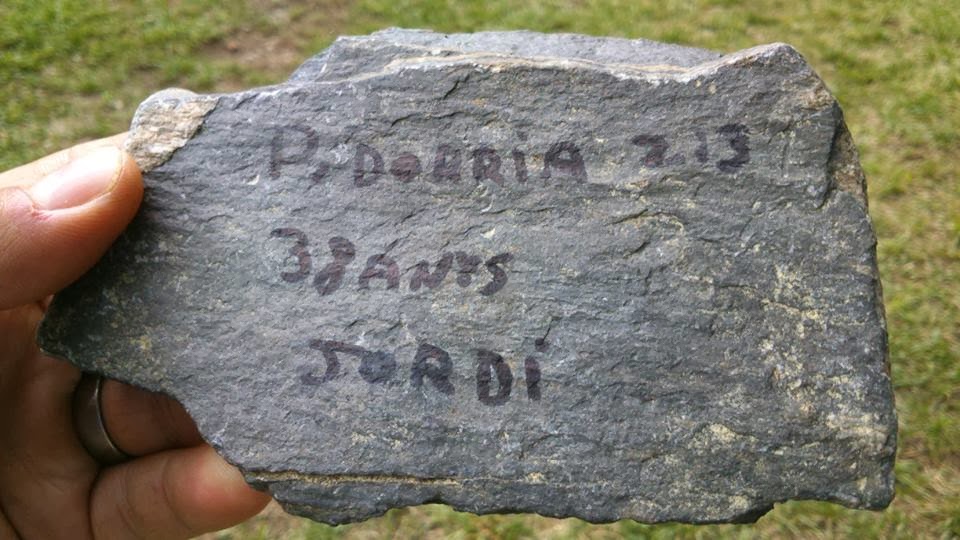 P, DORRIA 2.13
38 ANYS
JORDI